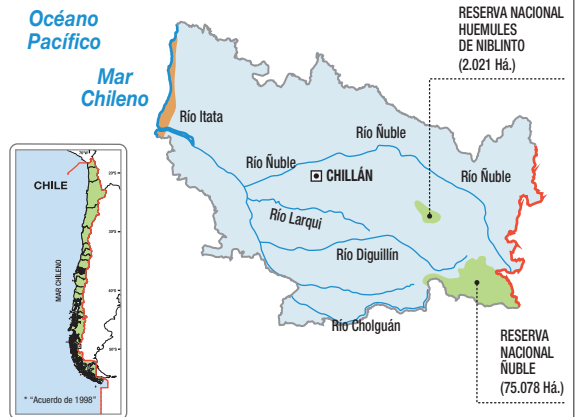 Océano
Pacífico
Mar
Chileno
RESERVA NACIONAL
HUEMULES
DE NIBLINTO
(2.021 Há.)
Río Itata
Río Ñuble
Río Ñuble
Río Ñuble
CHILLÁN
Río Larqui
Río Diguillín
Río Cholguán
RESERVA
NACIONAL
ÑUBLE
(75.078 Há.)
CHILE
MAR CHILENO
* "Acuerdo de 1998"